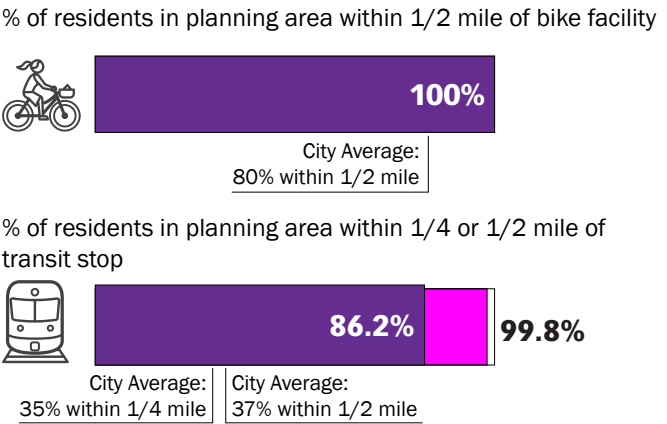 % of residents in planning area within 1/2 mile of bike facility
100%
City Average:
80% within 1/2 mile
% of residents in planning area within 1/4 or 1/2 mile of
transit stop
86.2%
99.8%
City Average:
35% within 1/4 mile
City Average:
37% within 1/2 mile